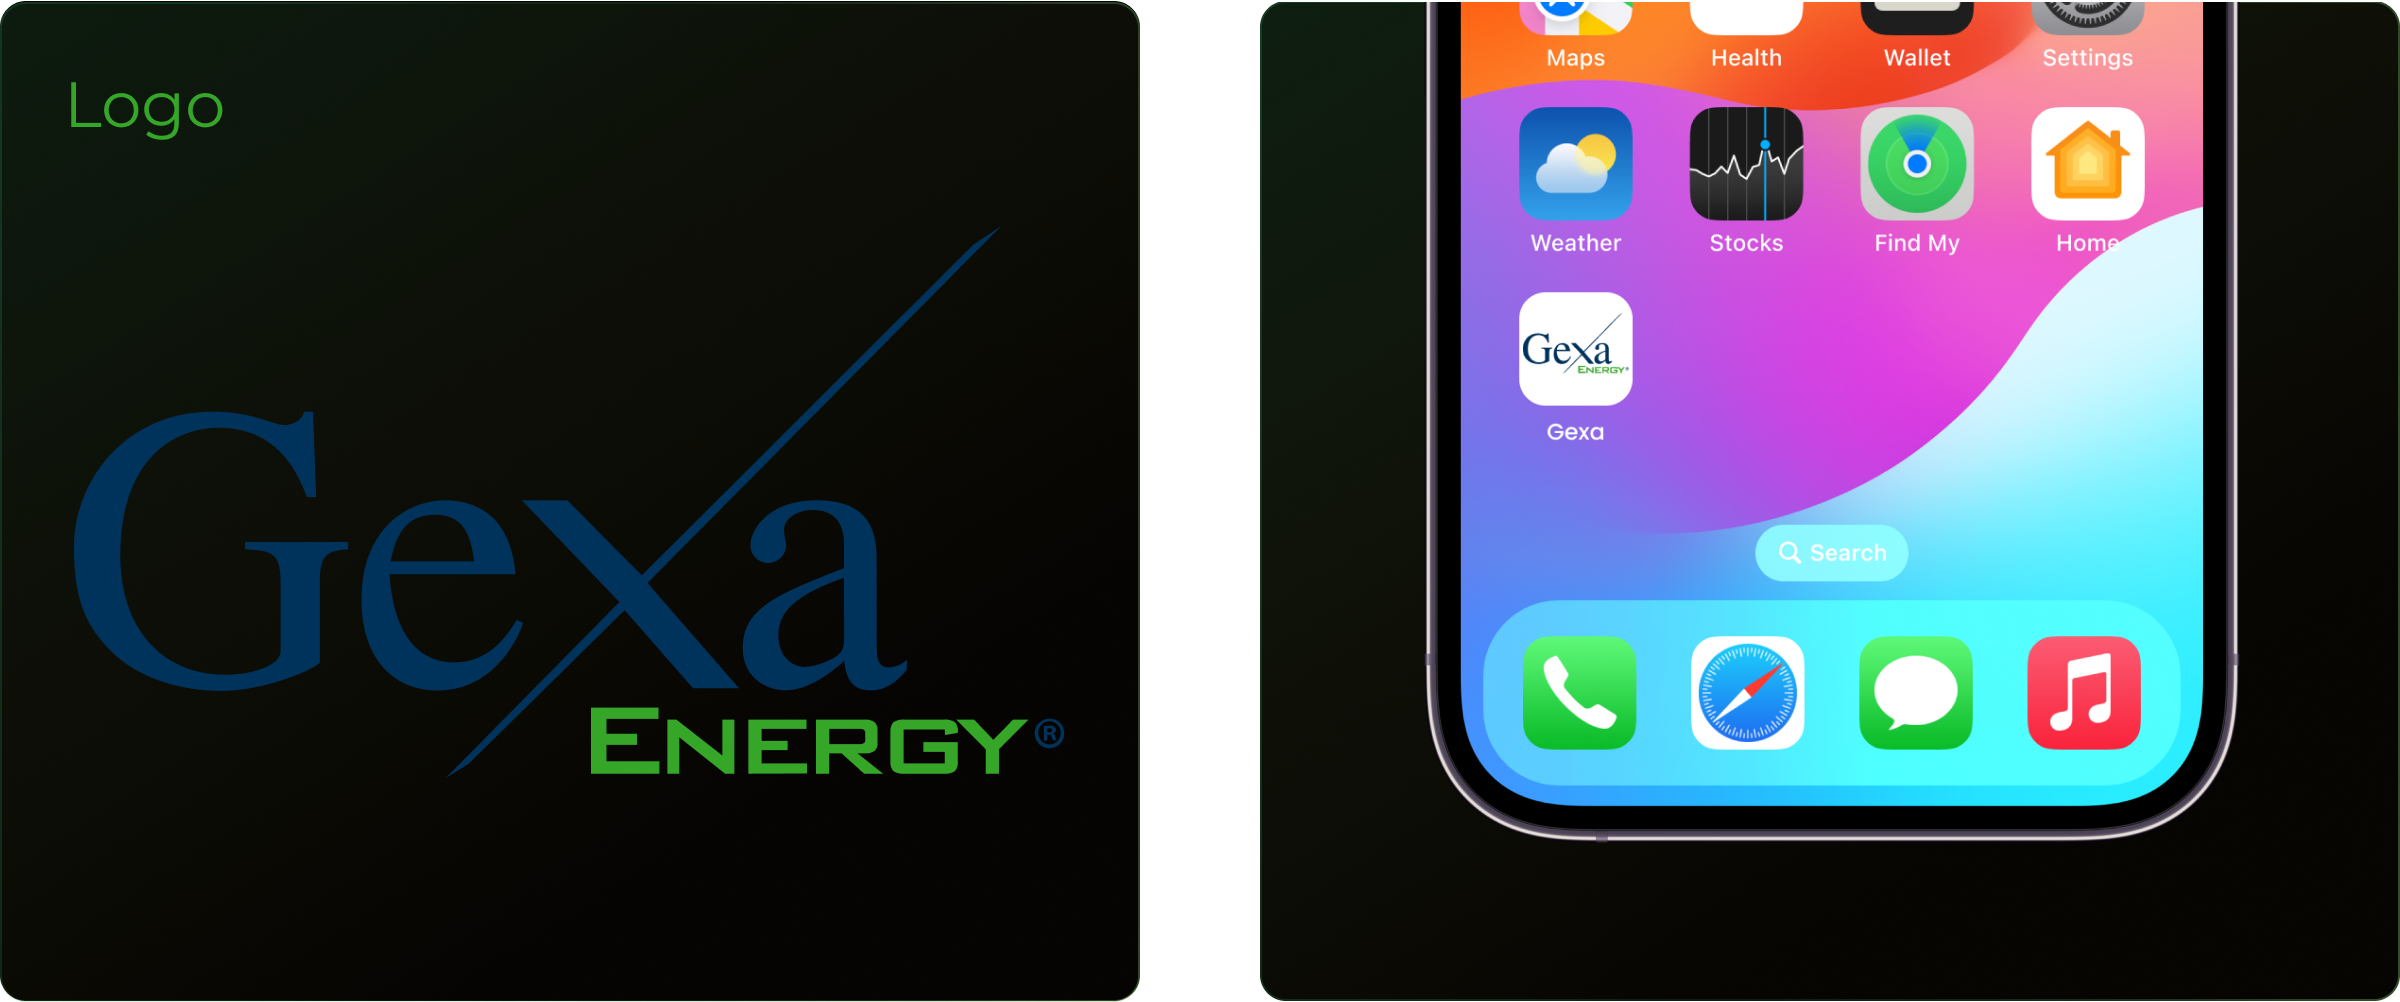 Logo
Gexa
ENERGY®
Maps Health Wallet Settings
Weather Stocks Find My Home
Gexa
ENERGY®
Gexa
Search